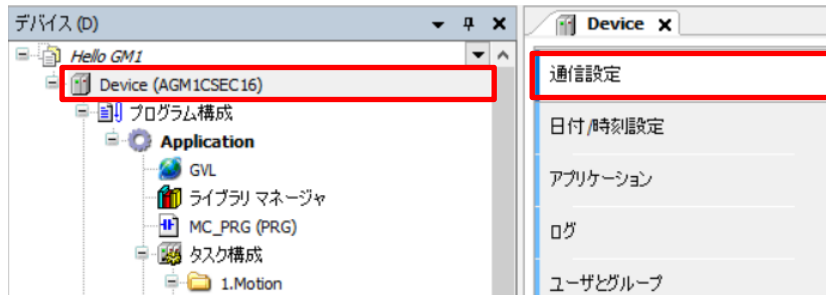 デバイス (D)
Hello GM1
Device (AGM1CSEC16)
プログラム構成
Application
GVL
ライブラリ マネージャ
MC_PRG (PRG)
タスク構成
1.Motion
Device
通信設定
日付/時刻設定
アプリケーション
ログ
ユーザとグループ